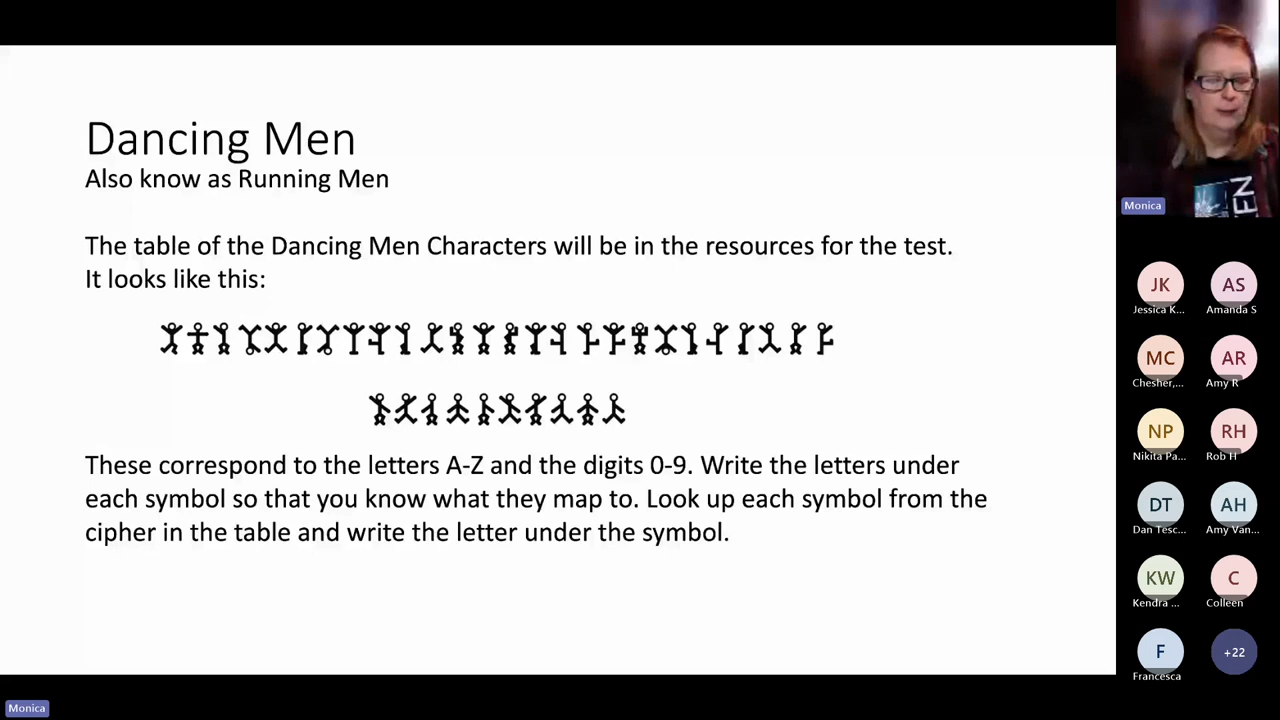 Dancing Men
Also know as Running Men
The table of the Dancing Men Characters will be in the resources for the test.
It looks like this:
These correspond to the letters A-Z and the digits 0-9. Write the letters under
each symbol so that you know what they map to. Look up each symbol from the
cipher in the table and write the letter under the symbol.
Monica
JK
Jessica K...
AS
Amanda S
MC
Chesher,...
AR
Amy R
NP
Nikita Pa...
RH
Rob H
DT
Dan Tesc...
AH
Amy Van...
KW
Kendra ...
C
Colleen
F
Francesca
+22
Monica